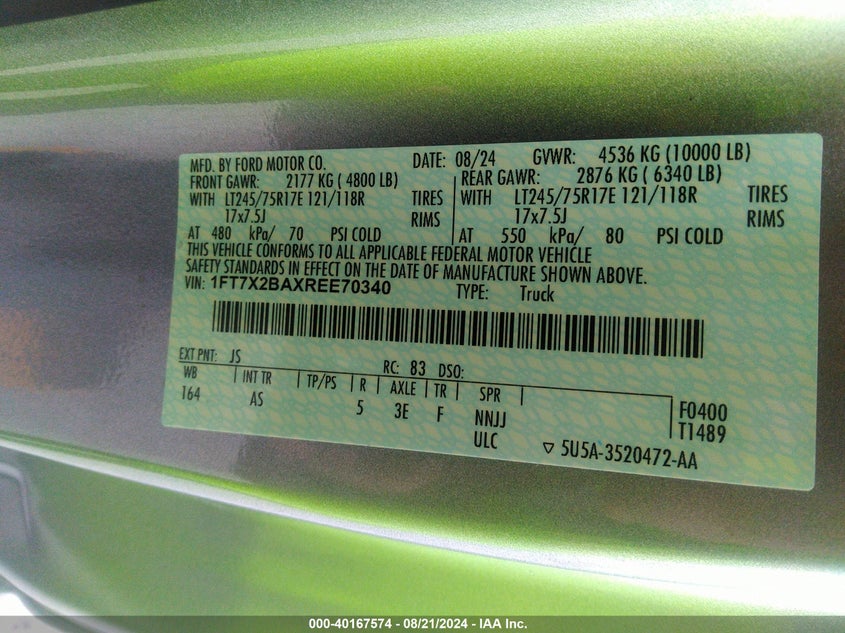 MFD. BY FORD MOTOR CO. DATE: 08/24 GVWR: 4536 KG (10000 LB)
FRONT GAWR: 2177 KG ( 4800 LB) REAR GAWR: 2876 KG ( 6340 LB)
WITH LT245/75R17E 121/118R TIRES WITH LT245/75R17E 121/118R TIRES
17x7.5J RIMS 17x7.5J RIMS
AT 480 kPa/ 70 PSI COLD AT 550 kPa/ 80 PSI COLD
THIS VEHICLE CONFORMS TO ALL APPLICABLE FEDERAL MOTOR VEHICLE
SAFETY STANDARDS IN EFFECT ON THE DATE OF MANUFACTURE SHOWN ABOVE.
VIN: 1FT7X2BAXREE70340 TYPE: Truck
EXT PNT: JS RC: 83 DSO:
WB INT TR TP/PS R AXLE TR SPR
164 AS 5 3E F NNJJ F0400
ULC T1489
▽ 5U5A-3520472-AA
000-40167574 - 08/21/2024 - IAA Inc.